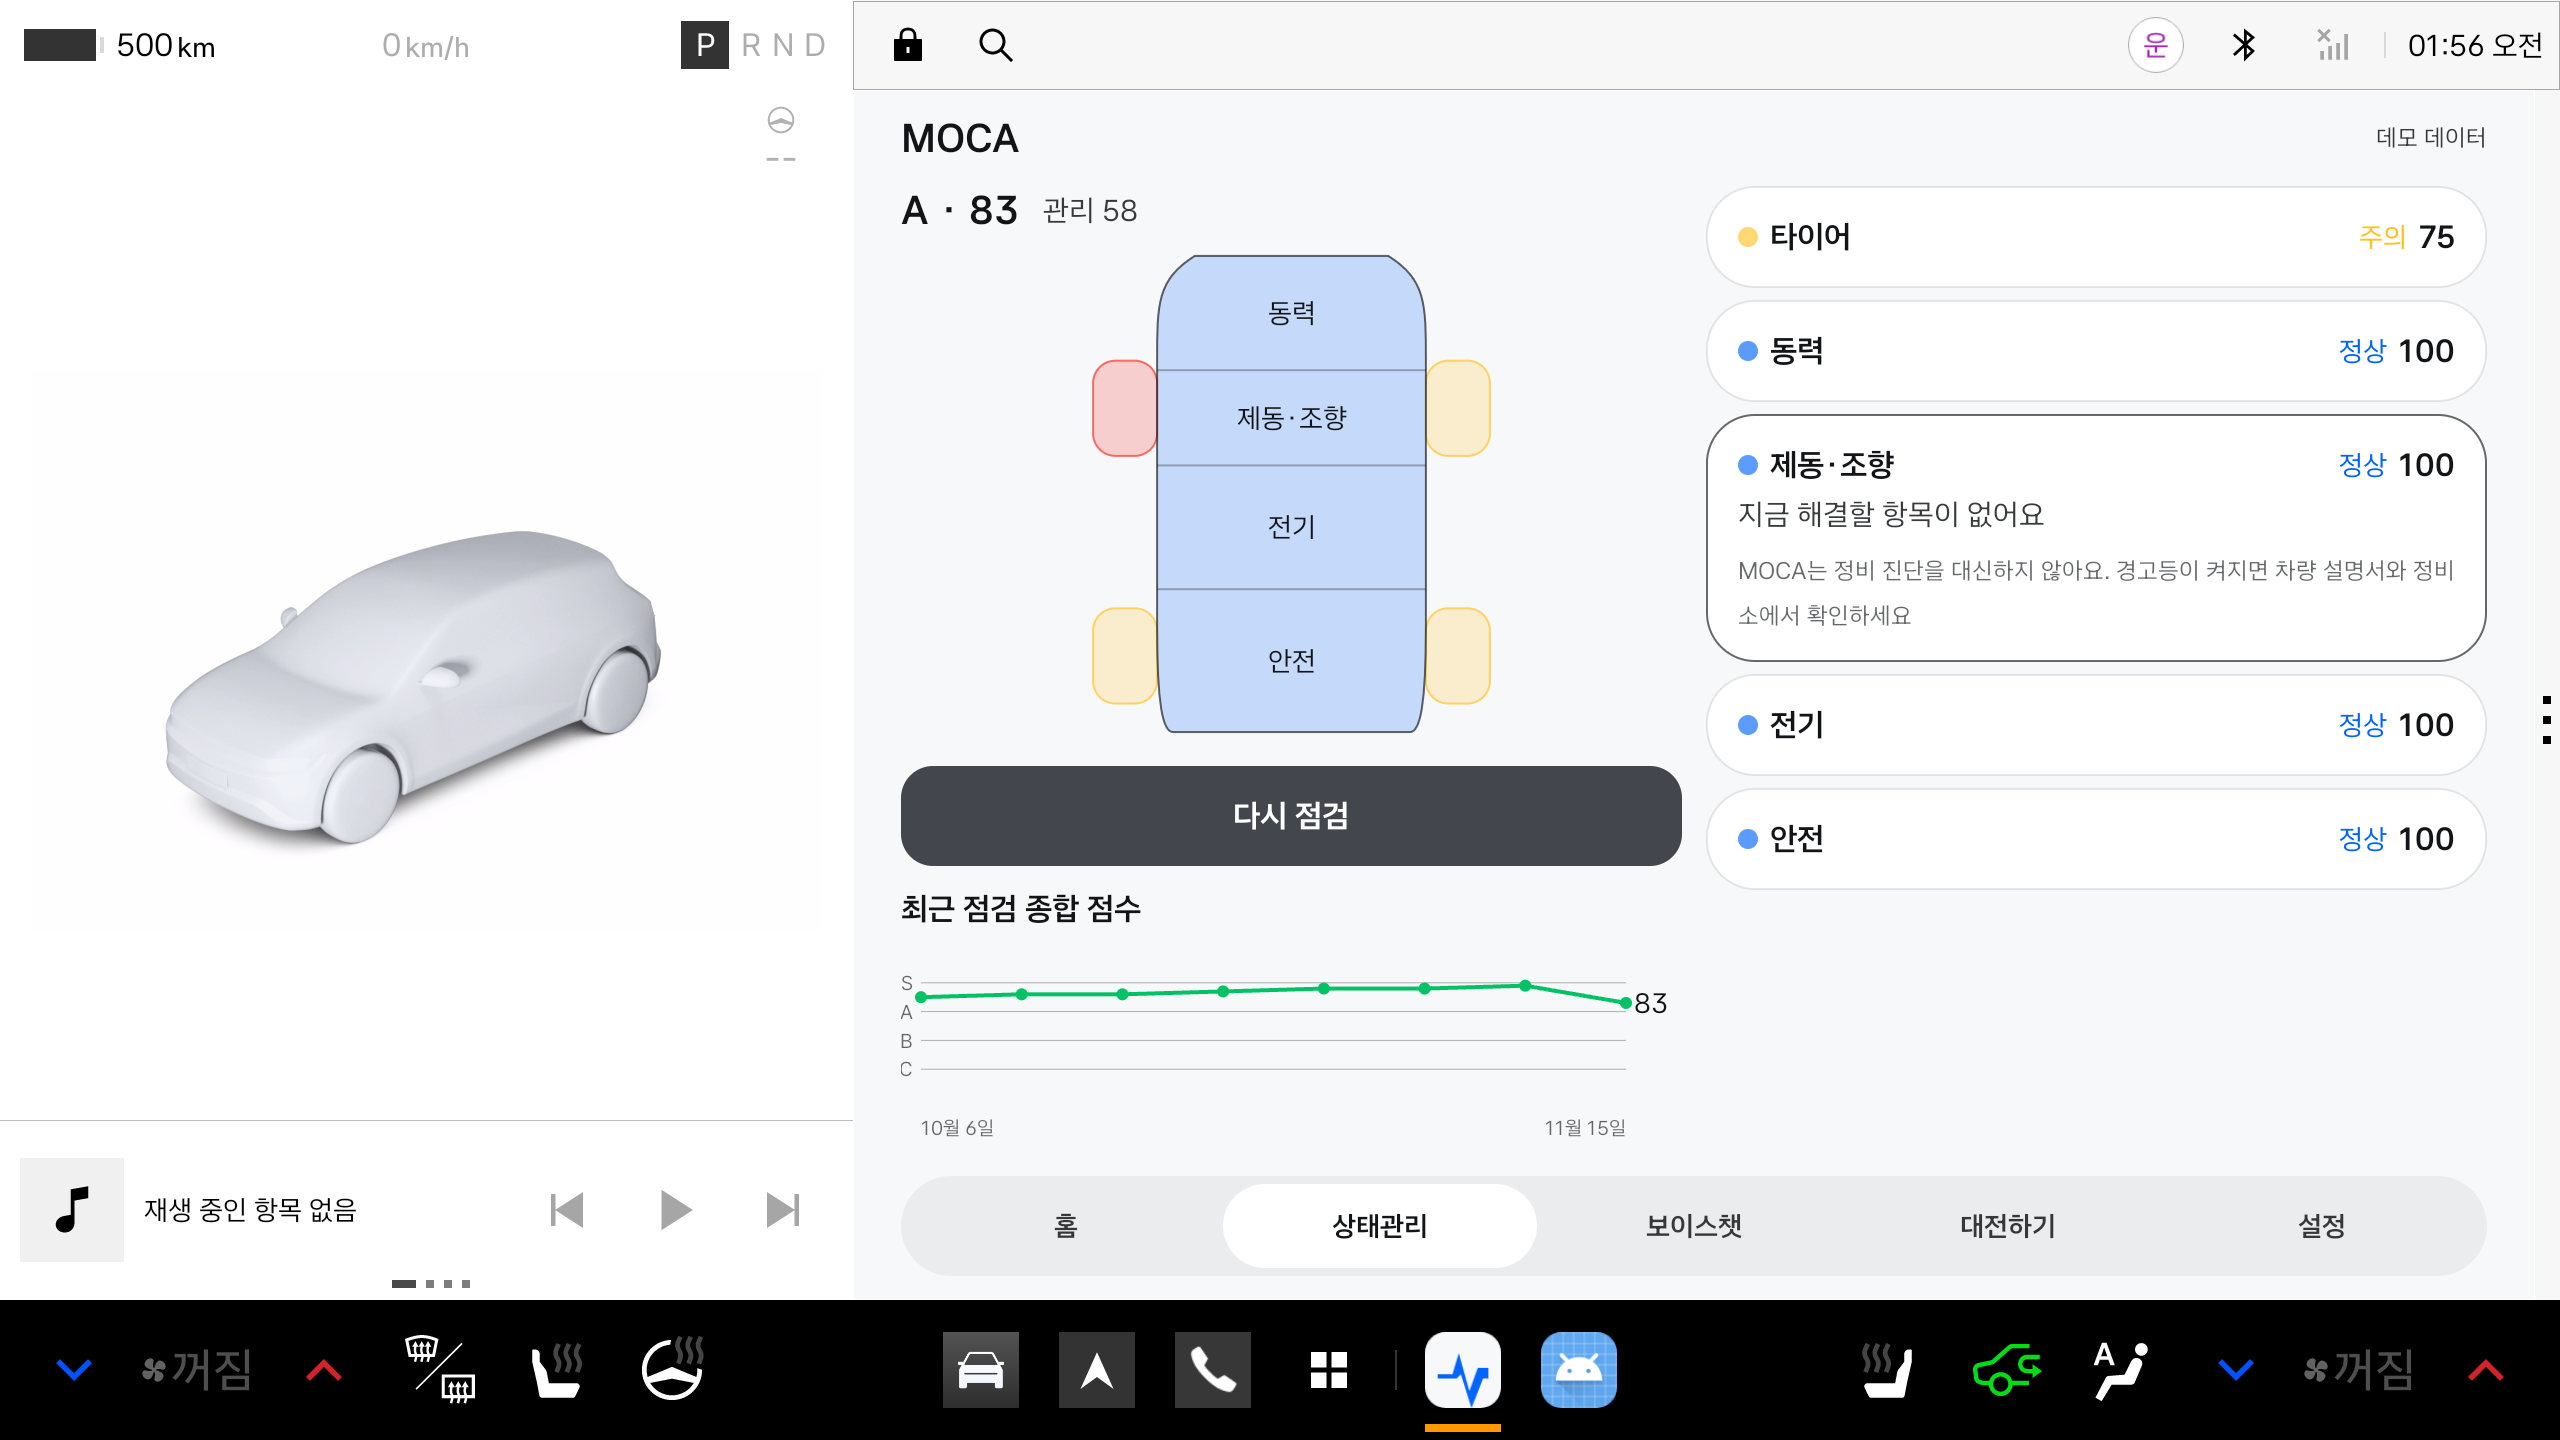 500 km
0 km/h
P R N D
운
01:56 오전
MOCA
데모 데이터
A · 83 관리 58
동력
제동·조향
전기
안전
타이어 주의 75
동력 정상 100
제동·조향 정상 100
지금 해결할 항목이 없어요
MOCA는 정비 진단을 대신하지 않아요. 경고등이 켜지면 차량 설명서와 정비
소에서 확인하세요
전기 정상 100
안전 정상 100
다시 점검
최근 점검 종합 점수
S
A
B
C
83
10월 6일 11월 15일
재생 중인 항목 없음
홈 상태관리 보이스챗 대전하기 설정
꺼짐
A
꺼짐